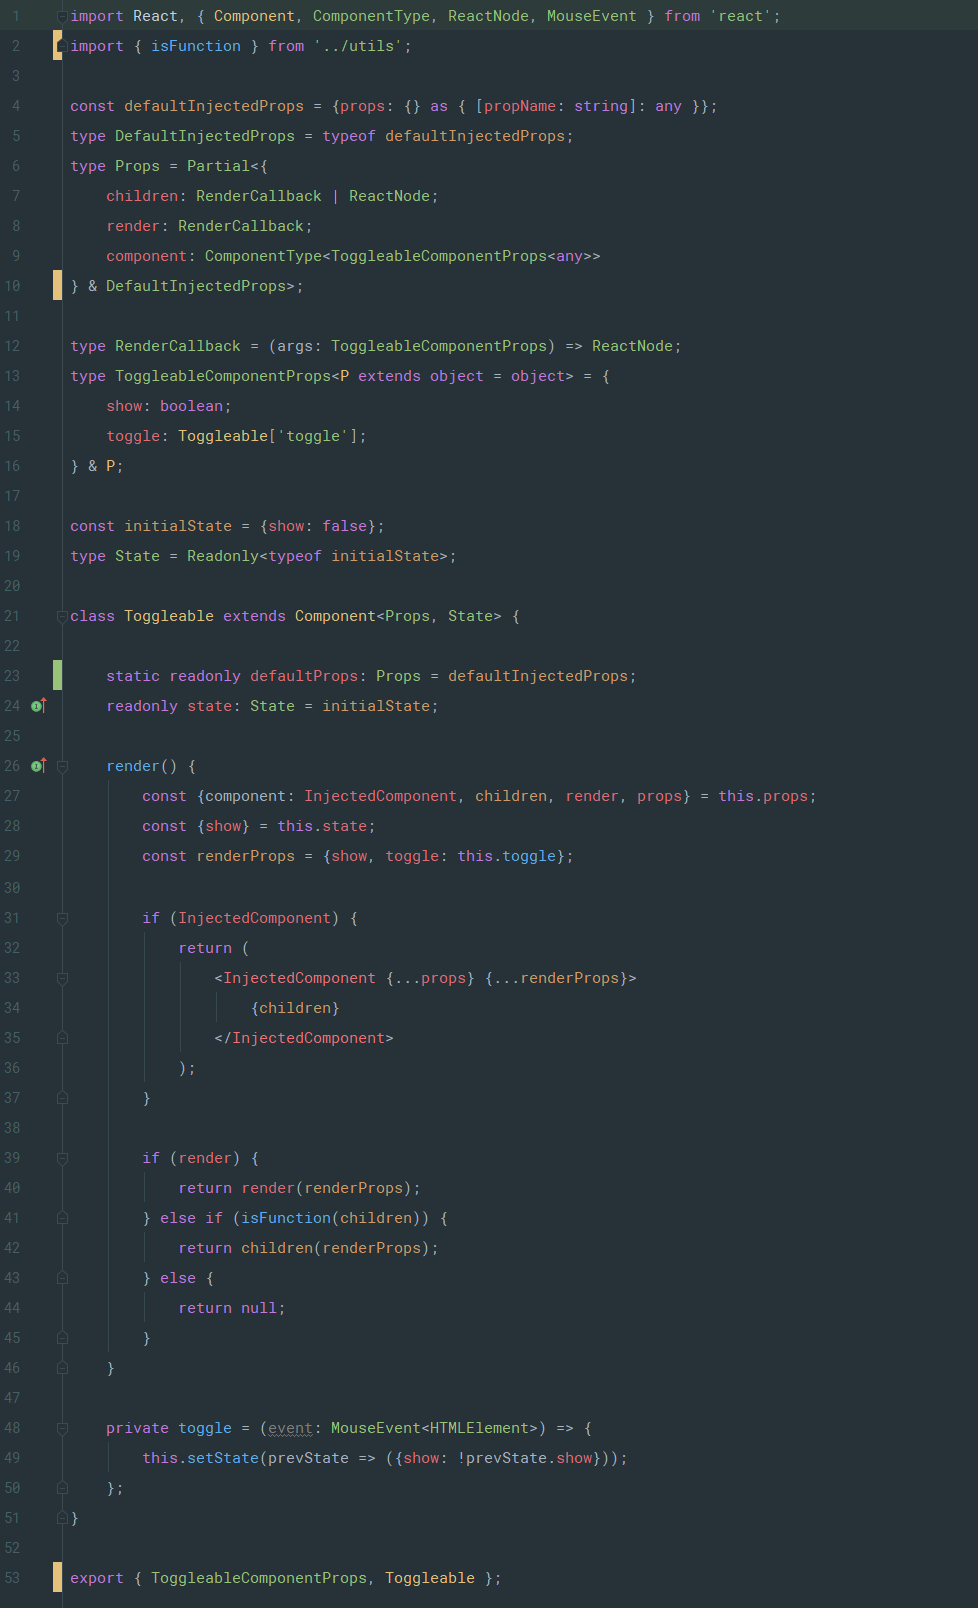 1 import React, { Component, ComponentType, ReactNode, MouseEvent } from 'react';
2 import { isFunction } from '../utils';
3
4 const defaultInjectedProps = {props: {} as { [propName: string]: any }};
5 type DefaultInjectedProps = typeof defaultInjectedProps;
6 type Props = Partial<{
7     children: RenderCallback | ReactNode;
8     render: RenderCallback;
9     component: ComponentType<ToggleableComponentProps<any>>
10 } & DefaultInjectedProps>;
11
12 type RenderCallback = (args: ToggleableComponentProps) => ReactNode;
13 type ToggleableComponentProps<P extends object = object> = {
14     show: boolean;
15     toggle: Toggleable['toggle'];
16 } & P;
17
18 const initialState = {show: false};
19 type State = Readonly<typeof initialState>;
20
21 class Toggleable extends Component<Props, State> {
22
23     static readonly defaultProps: Props = defaultInjectedProps;
24     readonly state: State = initialState;
25
26     render() {
27         const {component: InjectedComponent, children, render, props} = this.props;
28         const {show} = this.state;
29         const renderProps = {show, toggle: this.toggle};
30
31         if (InjectedComponent) {
32             return (
33                 <InjectedComponent {...props} {...renderProps}>
34                     {children}
35                 </InjectedComponent>
36             );
37         }
38
39         if (render) {
40             return render(renderProps);
41         } else if (isFunction(children)) {
42             return children(renderProps);
43         } else {
44             return null;
45         }
46     }
47
48     private toggle = (event: MouseEvent<HTMLElement>) => {
49         this.setState(prevState => ({show: !prevState.show}));
50     };
51 }
52
53 export { ToggleableComponentProps, Toggleable };